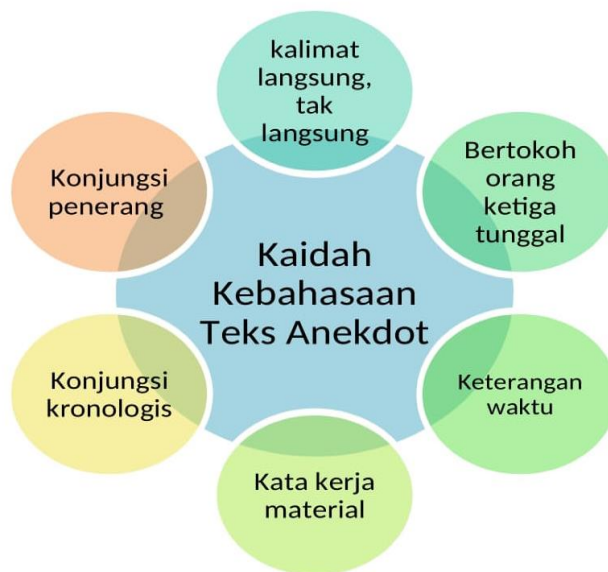 kalimat
langsung,
tak
langsung
Bertokoh
orang
ketiga
tunggal
Keterangan
waktu
Kata kerja
material
Konjungsi
kronologis
Konjungsi
penerang
Kaidah
Kebahasaan
Teks Anekdot